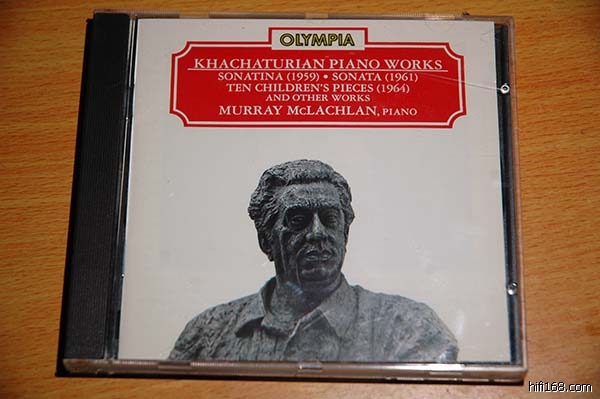 OLYMPIA
KHACHATURIAN PIANO WORKS
SONATINA (1959) • SONATA (1961)
TEN CHILDREN'S PIECES (1964)
AND OTHER WORKS
MURRAY McLACHLAN, PIANO
hifi168.com